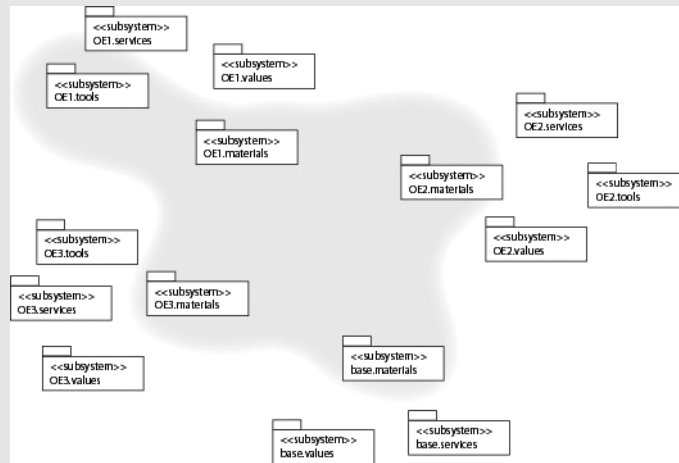 <<subsystem>>
OE1.services
<<subsystem>>
OE1.values
<<subsystem>>
OE1.tools
<<subsystem>>
OE2.services
<<subsystem>>
OE1.materials
<<subsystem>>
OE2.materials
<<subsystem>>
OE2.tools
<<subsystem>>
OE3.tools
<<subsystem>>
OE2.values
<<subsystem>>
OE3.services
<<subsystem>>
OE3.materials
<<subsystem>>
OE3.values
<<subsystem>>
base.materials
<<subsystem>>
base.services
<<subsystem>>
base.values